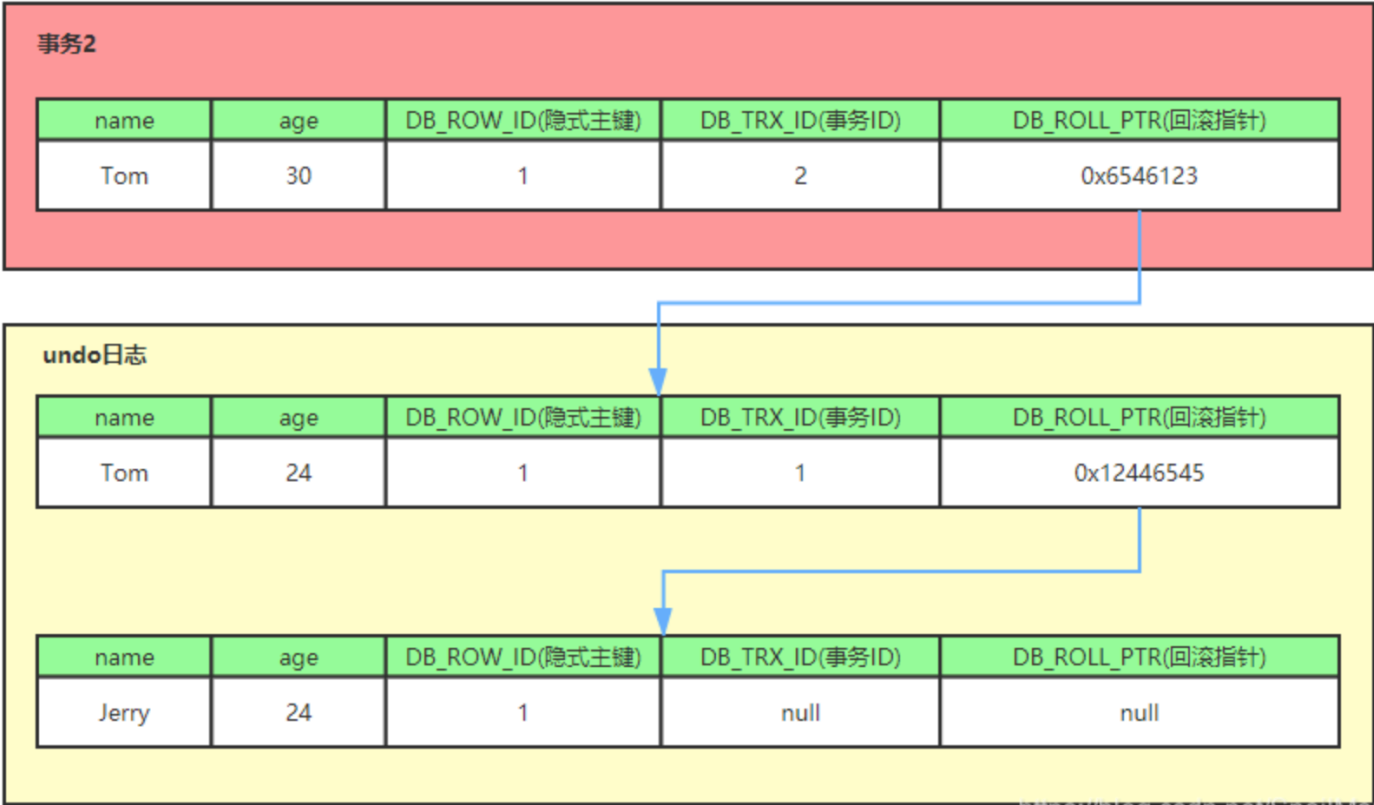 事务2
name age DB_ROW_ID(隐式主键) DB_TRX_ID(事务ID) DB_ROLL_PTR(回滚指针)
Tom 30 1 2 0x6546123
undo日志
name age DB_ROW_ID(隐式主键) DB_TRX_ID(事务ID) DB_ROLL_PTR(回滚指针)
Tom 24 1 1 0x12446545
name age DB_ROW_ID(隐式主键) DB_TRX_ID(事务ID) DB_ROLL_PTR(回滚指针)
Jerry 24 1 null null